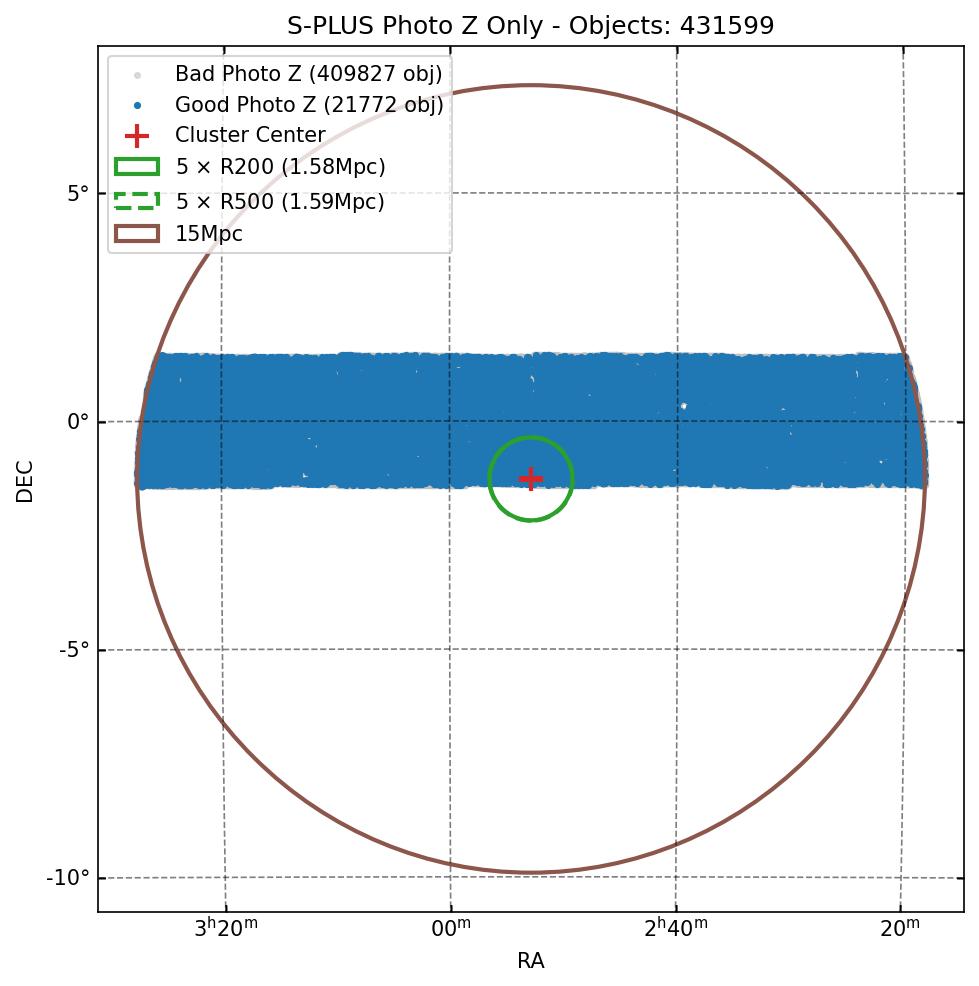 S-PLUS Photo Z Only - Objects: 431599
Bad Photo Z (409827 obj)
Good Photo Z (21772 obj)
Cluster Center
5 × R200 (1.58Mpc)
5 × R500 (1.59Mpc)
15Mpc
5°
0°
-5°
-10°
DEC
3ʰ20ᵐ 00ᵐ 2ʰ40ᵐ 20ᵐ
RA